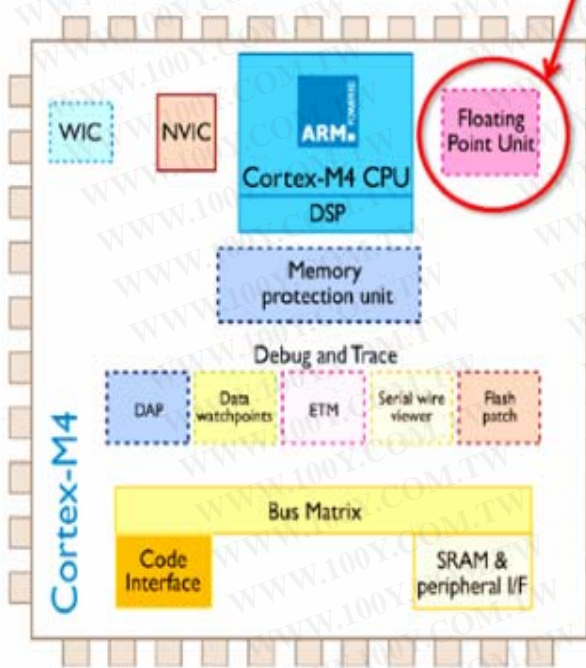 WIC
NVIC
ARM
POWERED
Cortex-M4 CPU
DSP
Floating
Point Unit
Memory
protection unit
Debug and Trace
DAP
Data
watchpoints
ETM
Serial wire
viewer
Flash
patch
Cortex-M4
Bus Matrix
Code
Interface
SRAM &
peripheral I/F
WWW.100Y.COM.TW